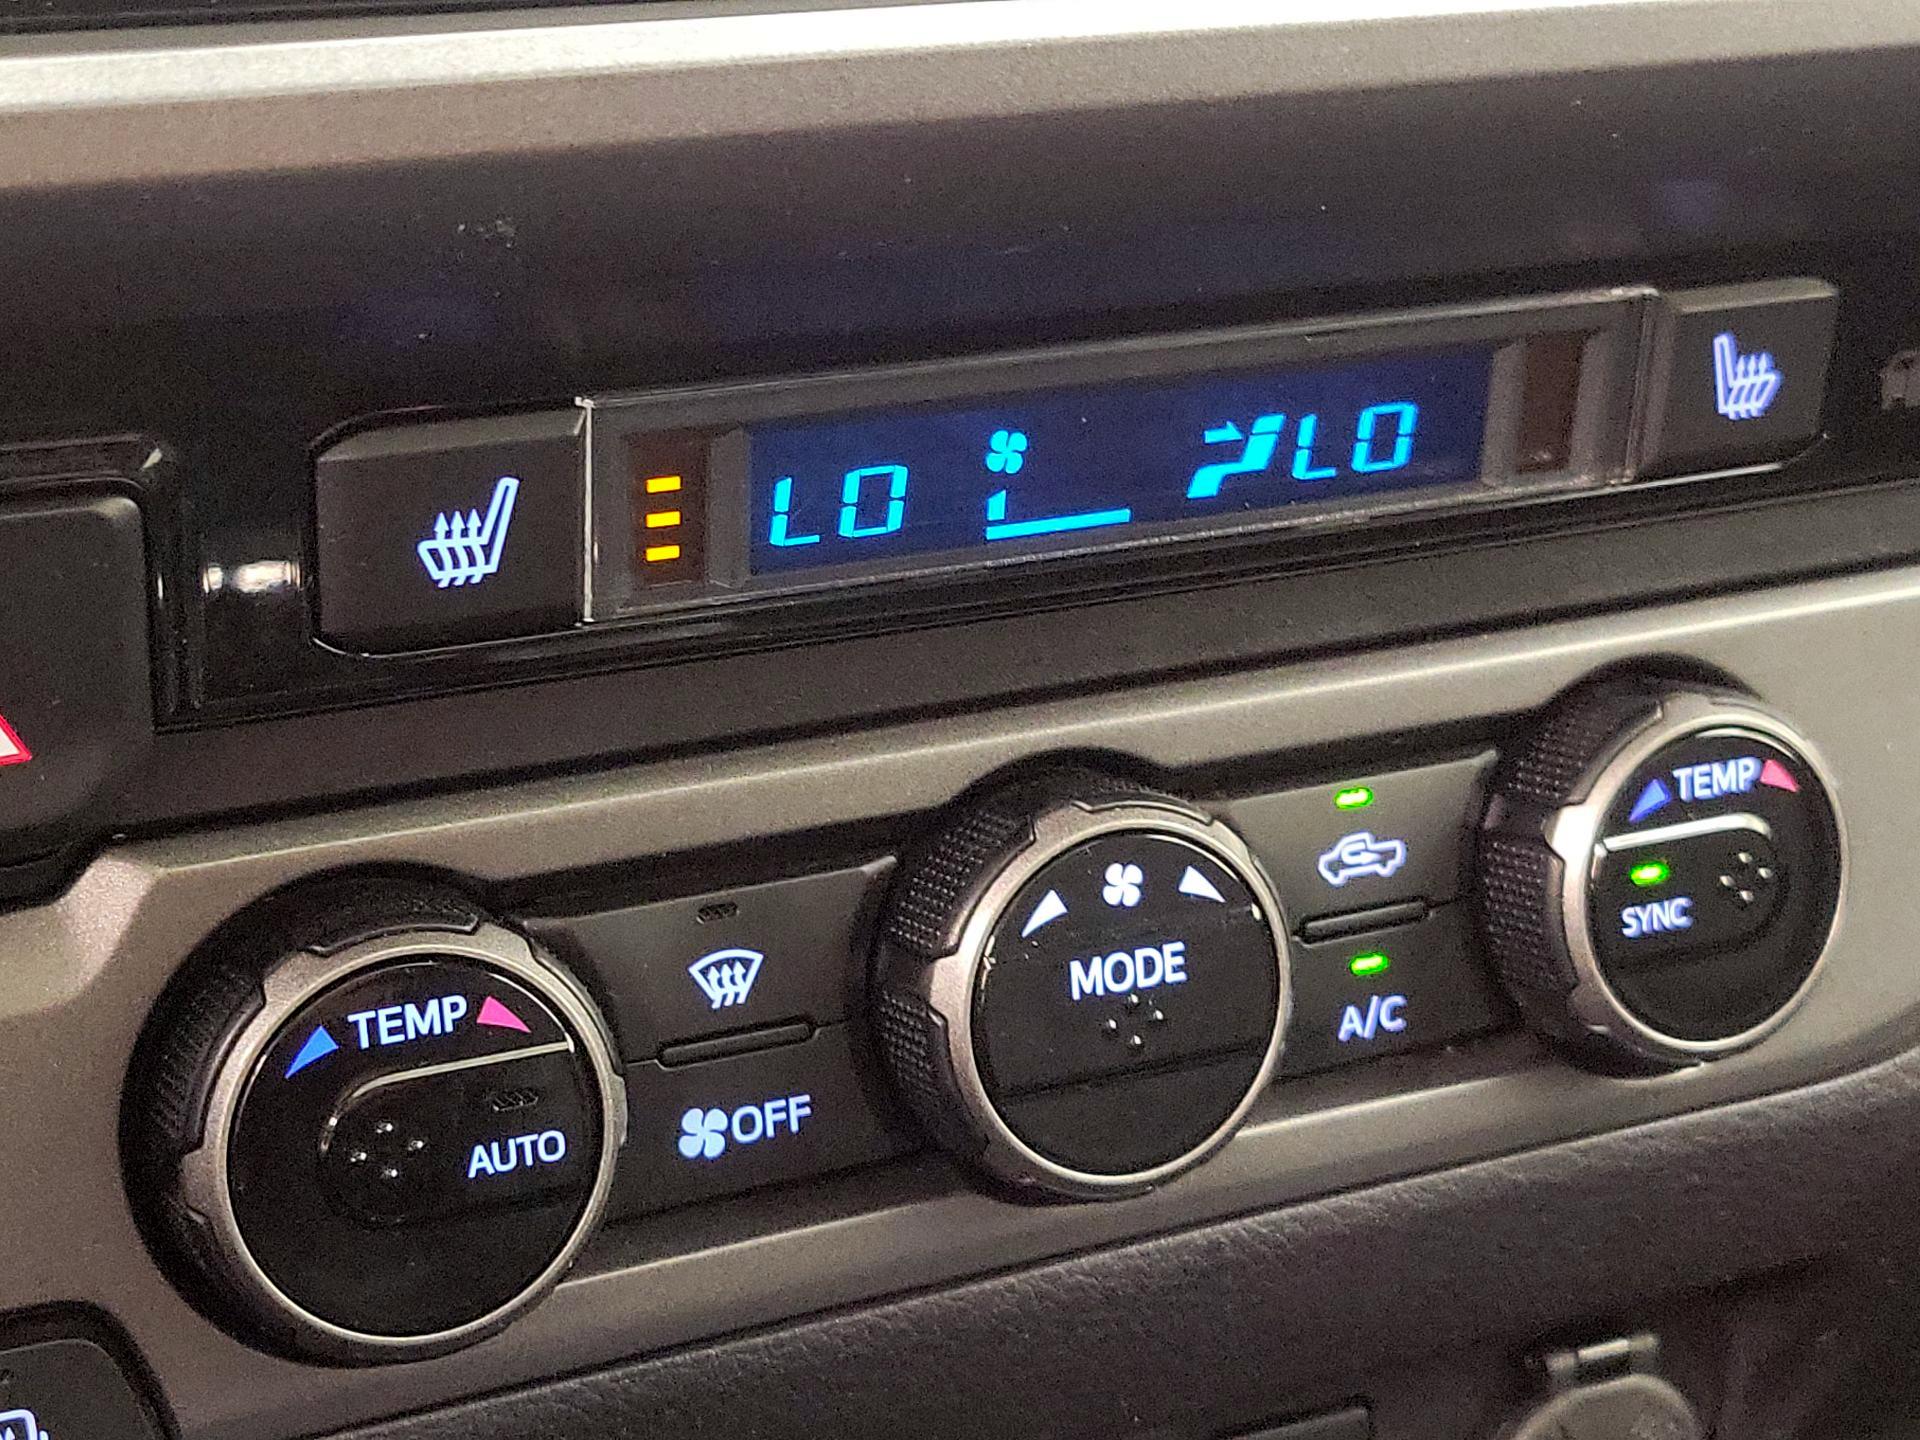 LO LO
TEMP
SYNC
MODE
A/C
TEMP
AUTO
OFF